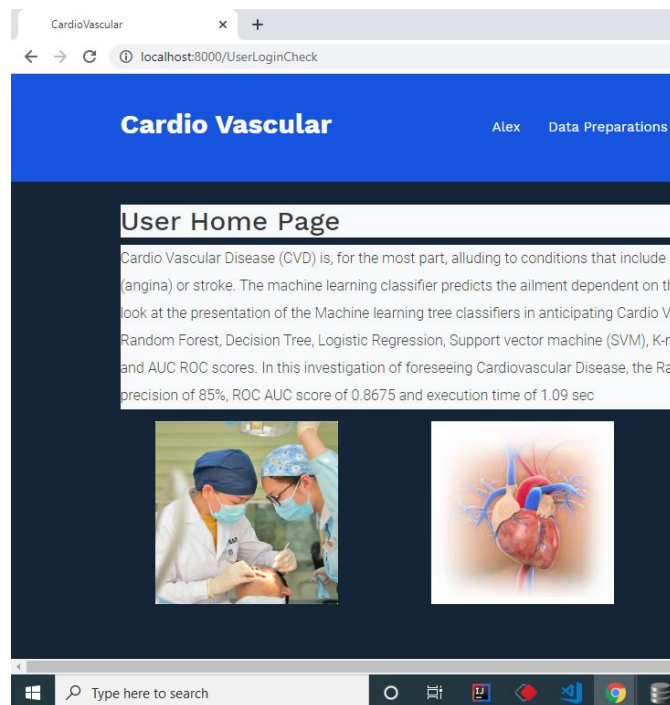 CardioVascular
localhost:8000/UserLoginCheck
Cardio Vascular
Alex Data Preparations
User Home Page
Cardio Vascular Disease (CVD) is, for the most part, alluding to conditions that include
(angina) or stroke. The machine learning classifier predicts the ailment dependent on th
look at the presentation of the Machine learning tree classifiers in anticipating Cardio V
Random Forest, Decision Tree, Logistic Regression, Support vector machine (SVM), K-n
and AUC ROC scores. In this investigation of foreseeing Cardiovascular Disease, the Ra
precision of 85%, ROC AUC score of 0.8675 and execution time of 1.09 sec
Type here to search